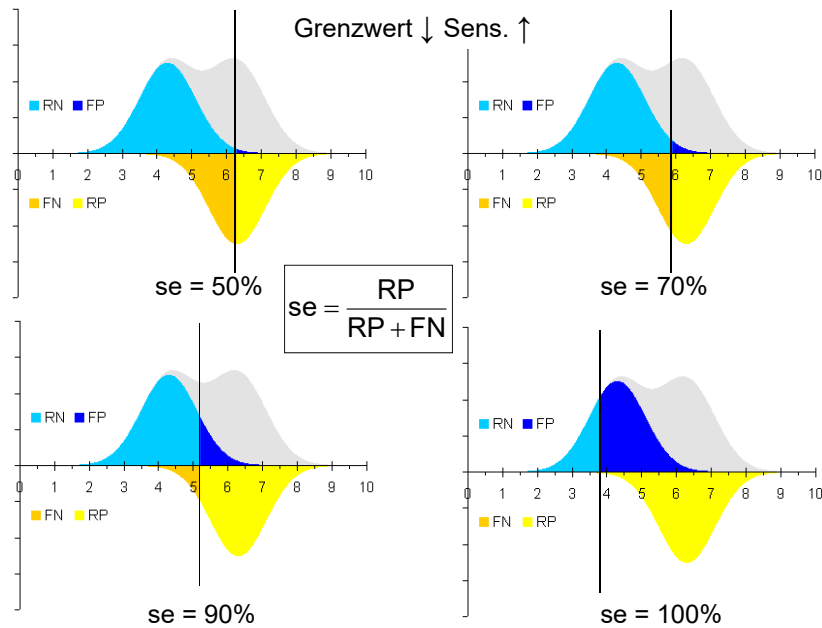 Grenzwert ↓ Sens. ↑
RN FP
0 1 2 3 4 5 6 7 8 9 10
FN RP
se = 50%
RN FP
0 1 2 3 4 5 6 7 8 9 10
FN RP
se = 70%
se = RP / RP + FN
RN FP
0 1 2 3 4 5 6 7 8 9 10
FN RP
se = 90%
RN FP
0 1 2 3 4 5 6 7 8 9 10
FN RP
se = 100%